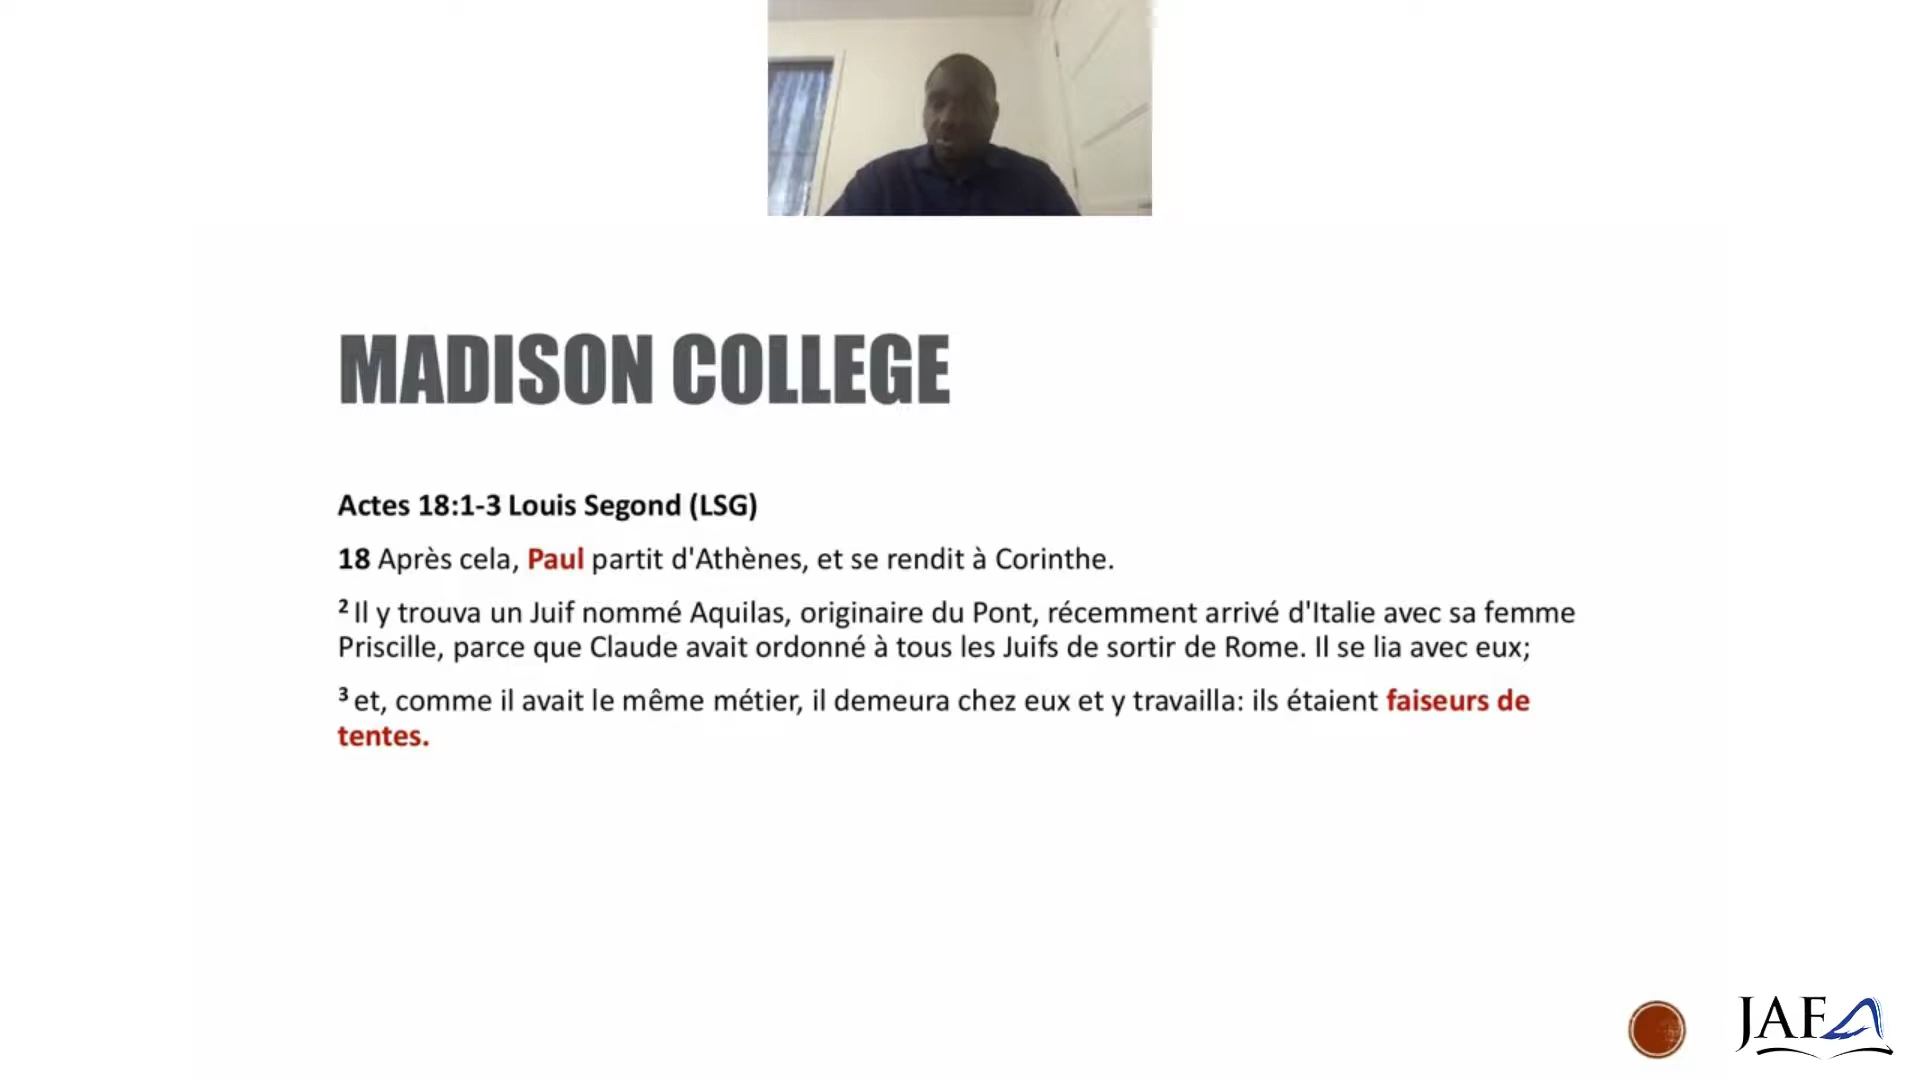 MADISON COLLEGE
Actes 18:1-3 Louis Segond (LSG)
18 Après cela, Paul partit d'Athènes, et se rendit à Corinthe.
2 Il y trouva un Juif nommé Aquilas, originaire du Pont, récemment arrivé d'Italie avec sa femme
Priscille, parce que Claude avait ordonné à tous les Juifs de sortir de Rome. Il se lia avec eux;
3 et, comme il avait le même métier, il demeura chez eux et y travailla: ils étaient faiseurs de
tentes.
JAFA